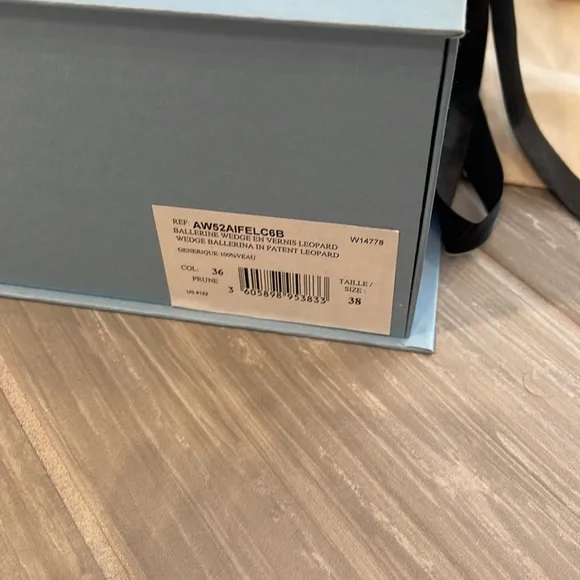 REF: AW52AIFELC6B
W14778
BALLERINE WEDGE EN VERNIS LEOPARD
WEDGE BALLERINA IN PATENT LEOPARD
GENERIQUE:100%VEAU
COL: 36
PRUNE
3 605898 953833
TAILLE /
SIZE : 38